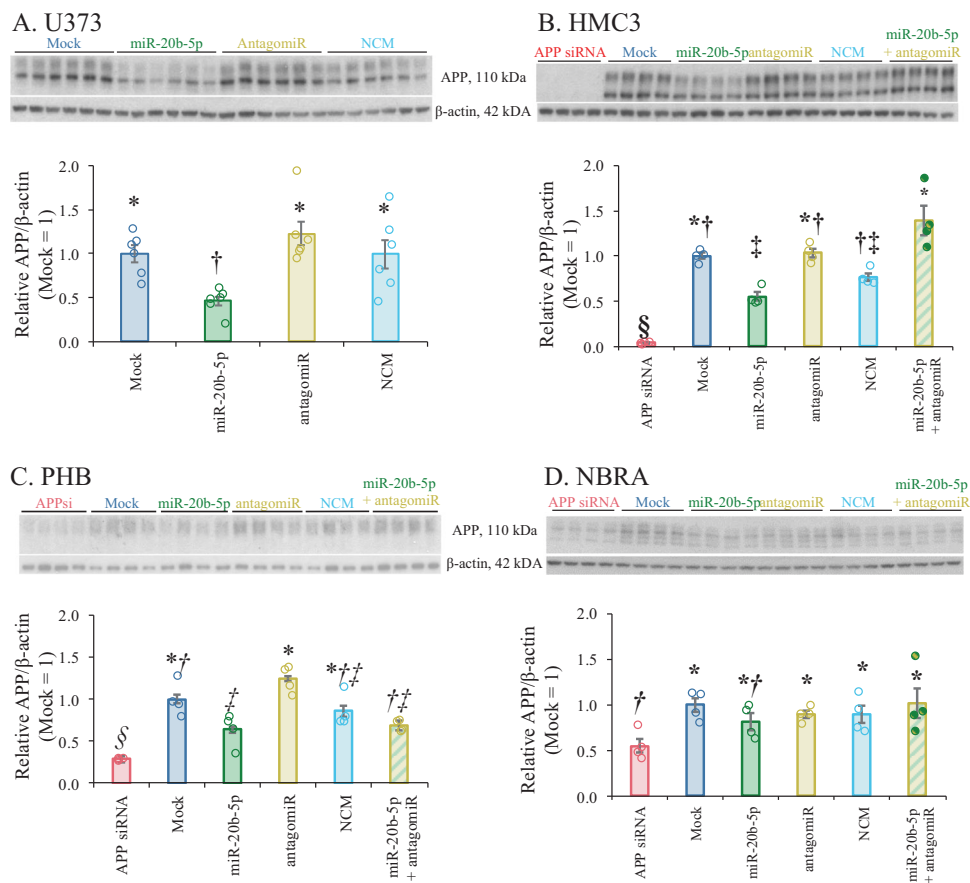 A. U373
Mock miR-20b-5p AntagomiR NCM
APP, 110 kDa
β-actin, 42 kDA
Relative APP/β-actin
(Mock = 1)
2.0
1.5
1.0
0.5
0.0
* † * *
Mock
miR-20b-5p
antagomiR
NCM
B. HMC3
APP siRNA Mock miR-20b-5p antagomiR NCM miR-20b-5p
+ antagomiR
Relative APP/β-actin
(Mock = 1)
2.0
1.5
1.0
0.5
0.0
§ *† ‡ *† †‡ *
APP siRNA
Mock
miR-20b-5p
antagomiR
NCM
miR-20b-5p
+ antagomiR
C. PHB
APPsi Mock miR-20b-5p antagomiR NCM miR-20b-5p
+ antagomiR
APP, 110 kDa
β-actin, 42 kDA
Relative APP/β-actin
(Mock = 1)
2.0
1.5
1.0
0.5
0.0
§ *† ‡ * *†‡ †‡
APP siRNA
Mock
miR-20b-5p
antagomiR
NCM
miR-20b-5p
+ antagomiR
D. NBRA
APP siRNA Mock miR-20b-5p antagomiR NCM miR-20b-5p
+ antagomiR
Relative APP/β-actin
(Mock = 1)
2.0
1.5
1.0
0.5
0.0
† * *† * * *
APP siRNA
Mock
miR-20b-5p
antagomiR
NCM
miR-20b-5p
+ antagomiR